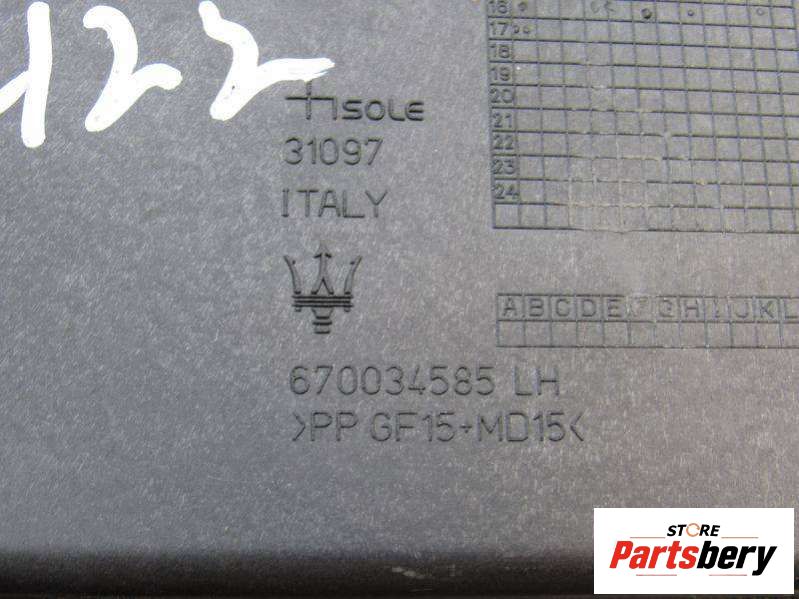 122
16
17
18
19
20
21
22
23
24
SOLE
31097
ITALY
A B C D E F G H I J K L
670034585 LH
>PP GF15+MD15<
STORE
Partsbery